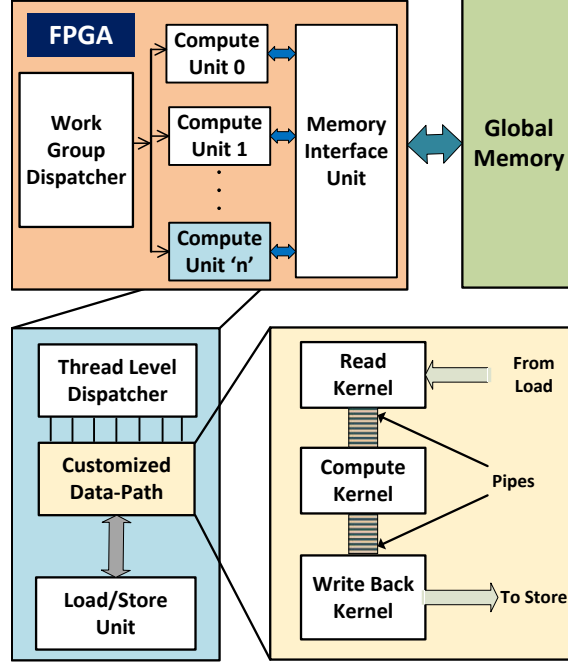 FPGA
Work
Group
Dispatcher
Compute
Unit 0
Compute
Unit 1
Compute
Unit 'n'
Memory
Interface
Unit
Global
Memory
Thread Level
Dispatcher
Customized
Data-Path
Load/Store
Unit
Read
Kernel
From
Load
Compute
Kernel
Pipes
Write Back
Kernel
To Store